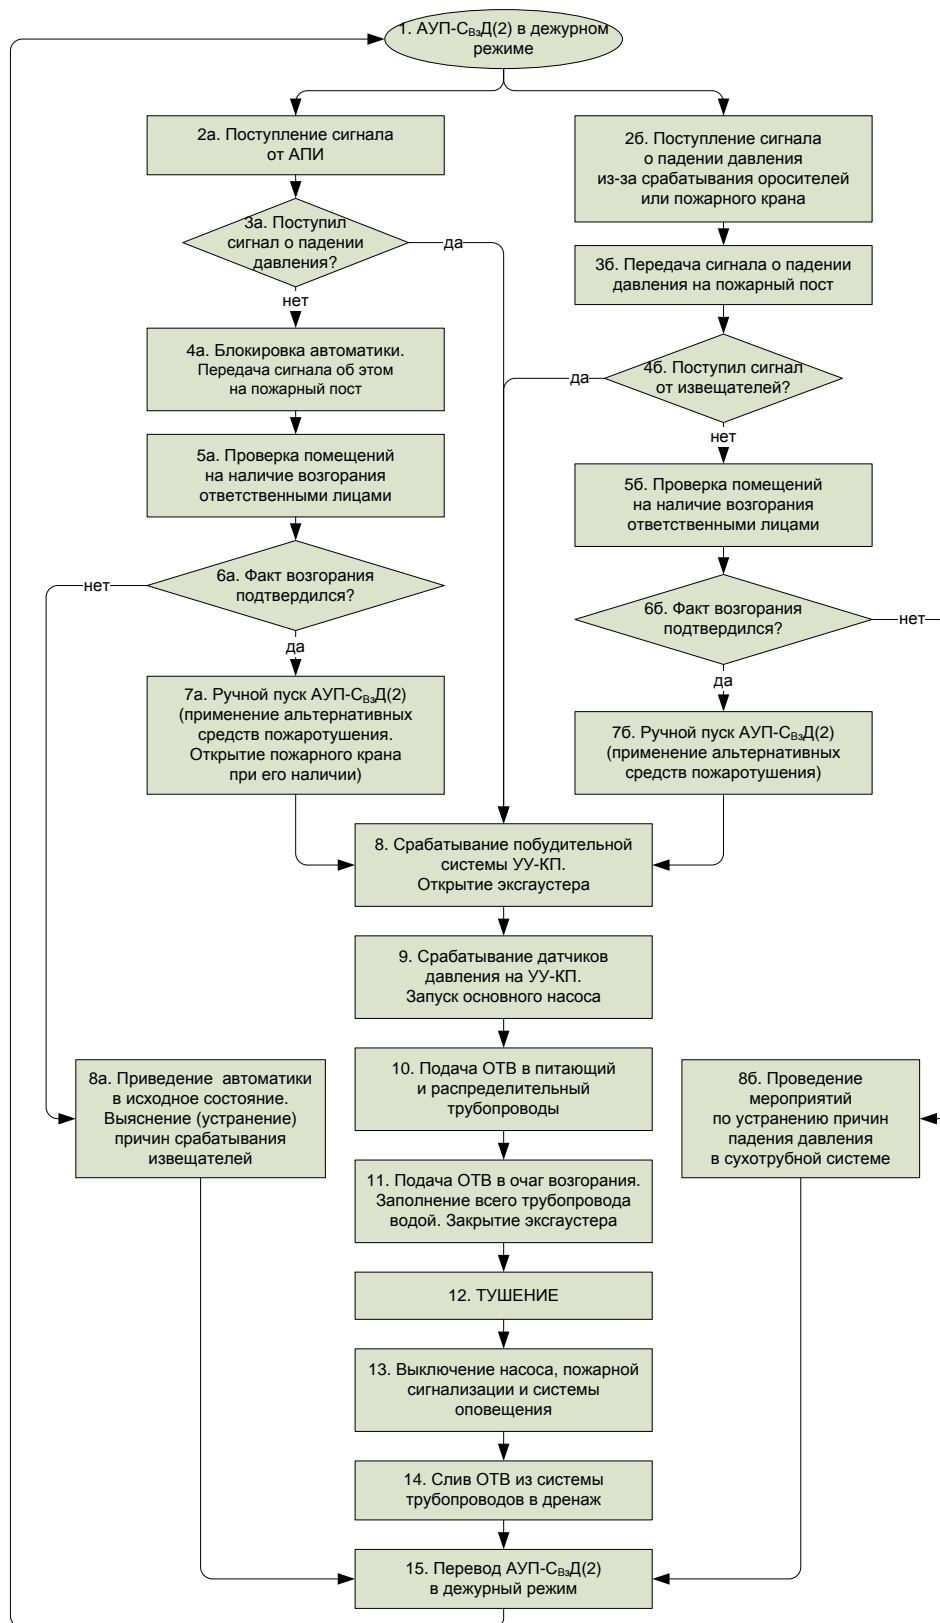 1. АУП-СВзД(2) в дежурном
режиме
2а. Поступление сигнала
от АПИ
2б. Поступление сигнала
о падении давления
из-за срабатывания оросителей
или пожарного крана
3а. Поступил
сигнал о падении
давления?
да
нет
3б. Передача сигнала о падении
давления на пожарный пост
4а. Блокировка автоматики.
Передача сигнала об этом
на пожарный пост
4б. Поступил сигнал
от извещателей?
да
нет
5а. Проверка помещений
на наличие возгорания
ответственными лицами
5б. Проверка помещений
на наличие возгорания
ответственными лицами
6а. Факт возгорания
подтвердился?
нет
да
6б. Факт возгорания
подтвердился?
нет
да
7а. Ручной пуск АУП-СВзД(2)
(применение альтернативных
средств пожаротушения.
Открытие пожарного крана
при его наличии)
7б. Ручной пуск АУП-СВзД(2)
(применение альтернативных
средств пожаротушения)
8. Срабатывание побудительной
системы УУ-КП.
Открытие эксгаустера
9. Срабатывание датчиков
давления на УУ-КП.
Запуск основного насоса
10. Подача ОТВ в питающий
и распределительный
трубопроводы
8а. Приведение автоматики
в исходное состояние.
Выяснение (устранение)
причин срабатывания
извещателей
8б. Проведение
мероприятий
по устранению причин
падения давления
в сухотрубной системе
11. Подача ОТВ в очаг возгорания.
Заполнение всего трубопровода
водой. Закрытие эксгаустера
12. ТУШЕНИЕ
13. Выключение насоса, пожарной
сигнализации и системы
оповещения
14. Слив ОТВ из системы
трубопроводов в дренаж
15. Перевод АУП-СВзД(2)
в дежурный режим